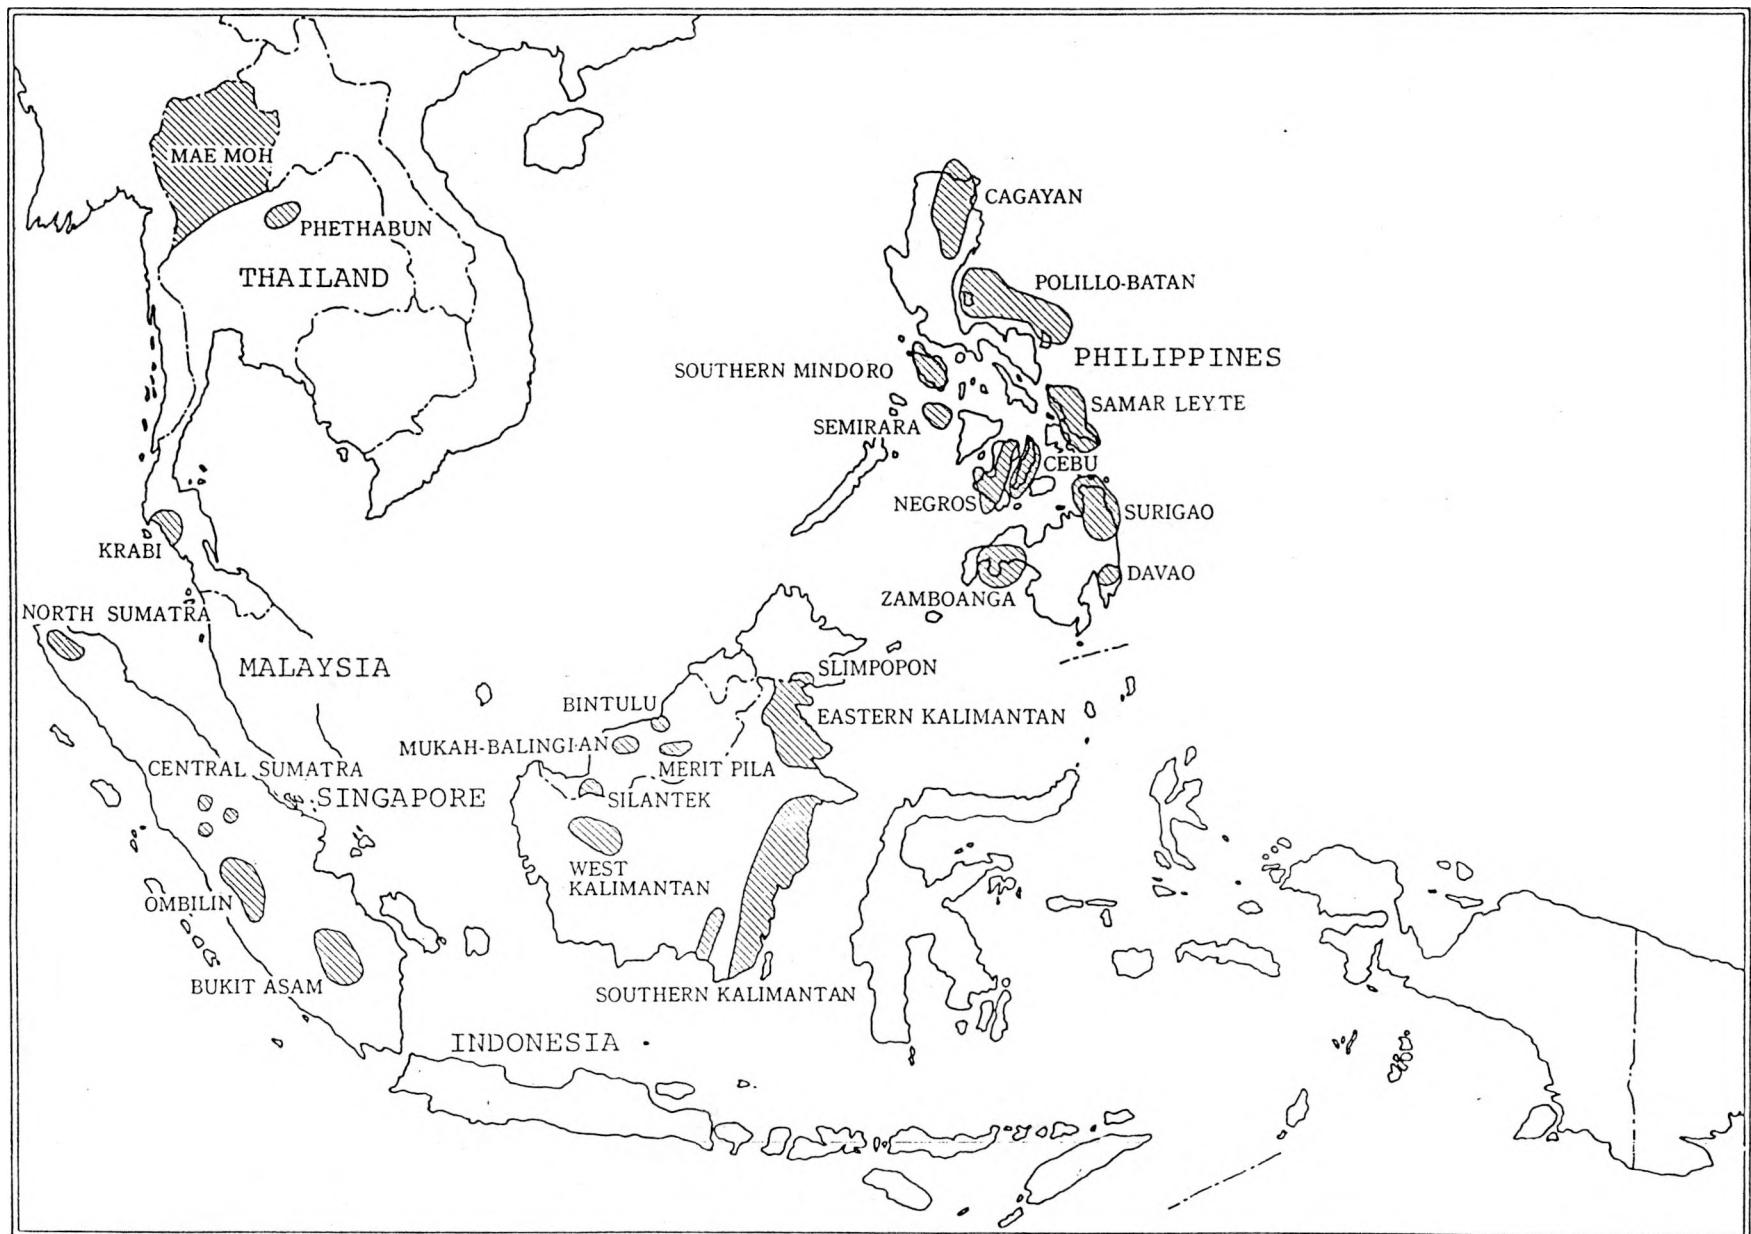 MAE MOH
PHETHABUN
THAILAND
CAGAYAN
POLILLO-BATAN
PHILIPPINES
SOUTHERN MINDORO
SAMAR LEYTE
SEMIRARA
CEBU
NEGROS
SURIGAO
KRABI
DAVAO
ZAMBOANGA
NORTH SUMATRA
MALAYSIA
SLIMPOPON
BINTULU
EASTERN KALIMANTAN
MUKAH-BALINGIAN
MERIT PILA
CENTRAL SUMATRA
SINGAPORE
SILANTEK
WEST
KALIMANTAN
OMBILIN
BUKIT ASAM
SOUTHERN KALIMANTAN
INDONESIA